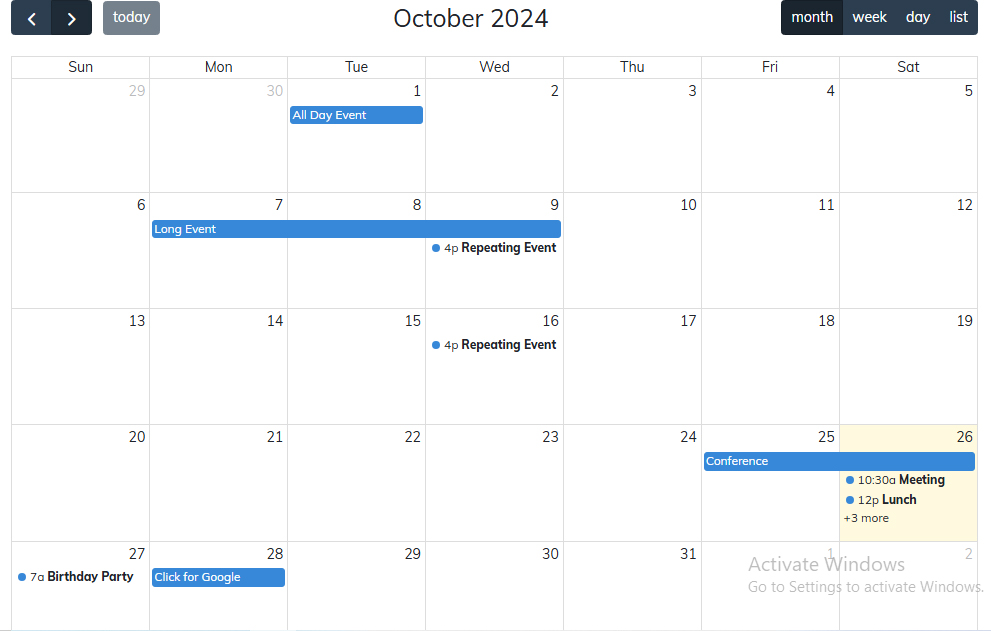 today
October 2024
month week day list
Sun Mon Tue Wed Thu Fri Sat
29 30 1 2 3 4 5
All Day Event
6 7 8 9 10 11 12
Long Event
4p Repeating Event
13 14 15 16 17 18 19
4p Repeating Event
20 21 22 23 24 25 26
Conference
10:30a Meeting
12p Lunch
+3 more
27 28 29 30 31 1 2
7a Birthday Party
Click for Google
Activate Windows
Go to Settings to activate Windows.